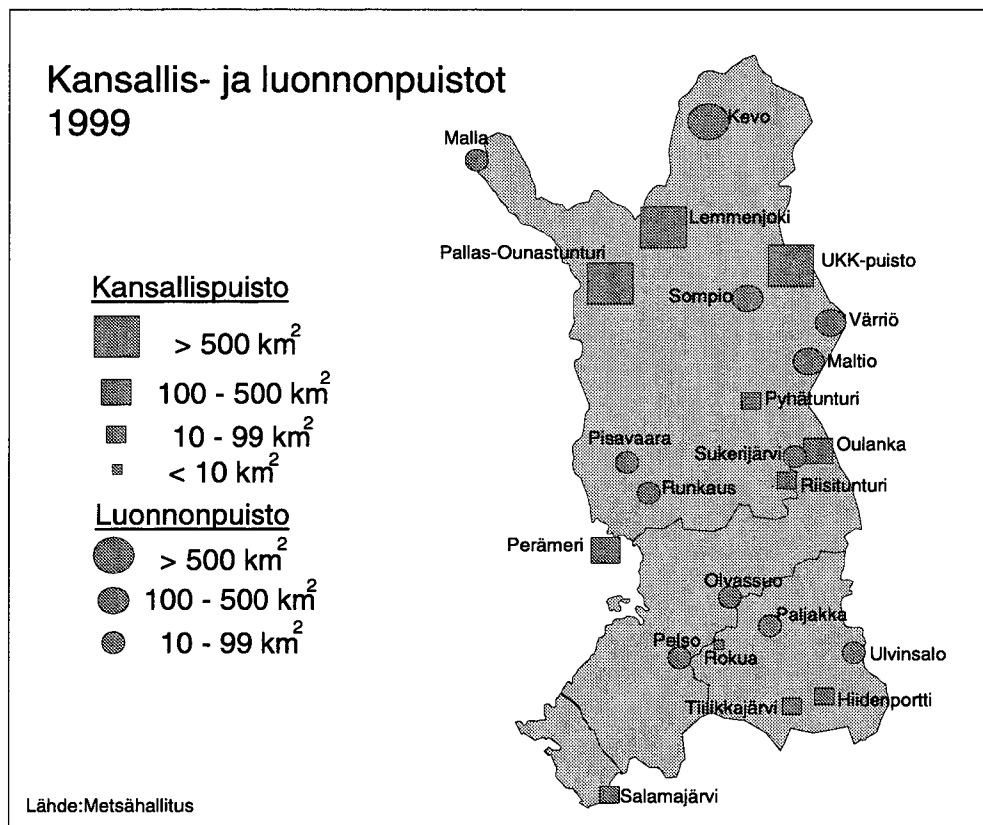 Kansallis- ja luonnonpuistot
1999
Kevo
Malla
Lemmenjoki
Pallas-Ounastunturi
UKK-puisto
Sompio
Värriö
Maltio
Pyhätunturi
Pisavaara
Sukerijärvi
Oulanka
Runkaus
Riisitunturi
Perämeri
Olvassuo
Paljakka
Pelso
Rokua
Ulvinsalo
Tiilikkajärvi
Hiidenportti
Salamajärvi
Kansallispuisto
> 500 km²
100 - 500 km²
10 - 99 km²
< 10 km²
Luonnonpuisto
> 500 km²
100 - 500 km²
10 - 99 km²
Lähde:Metsähallitus